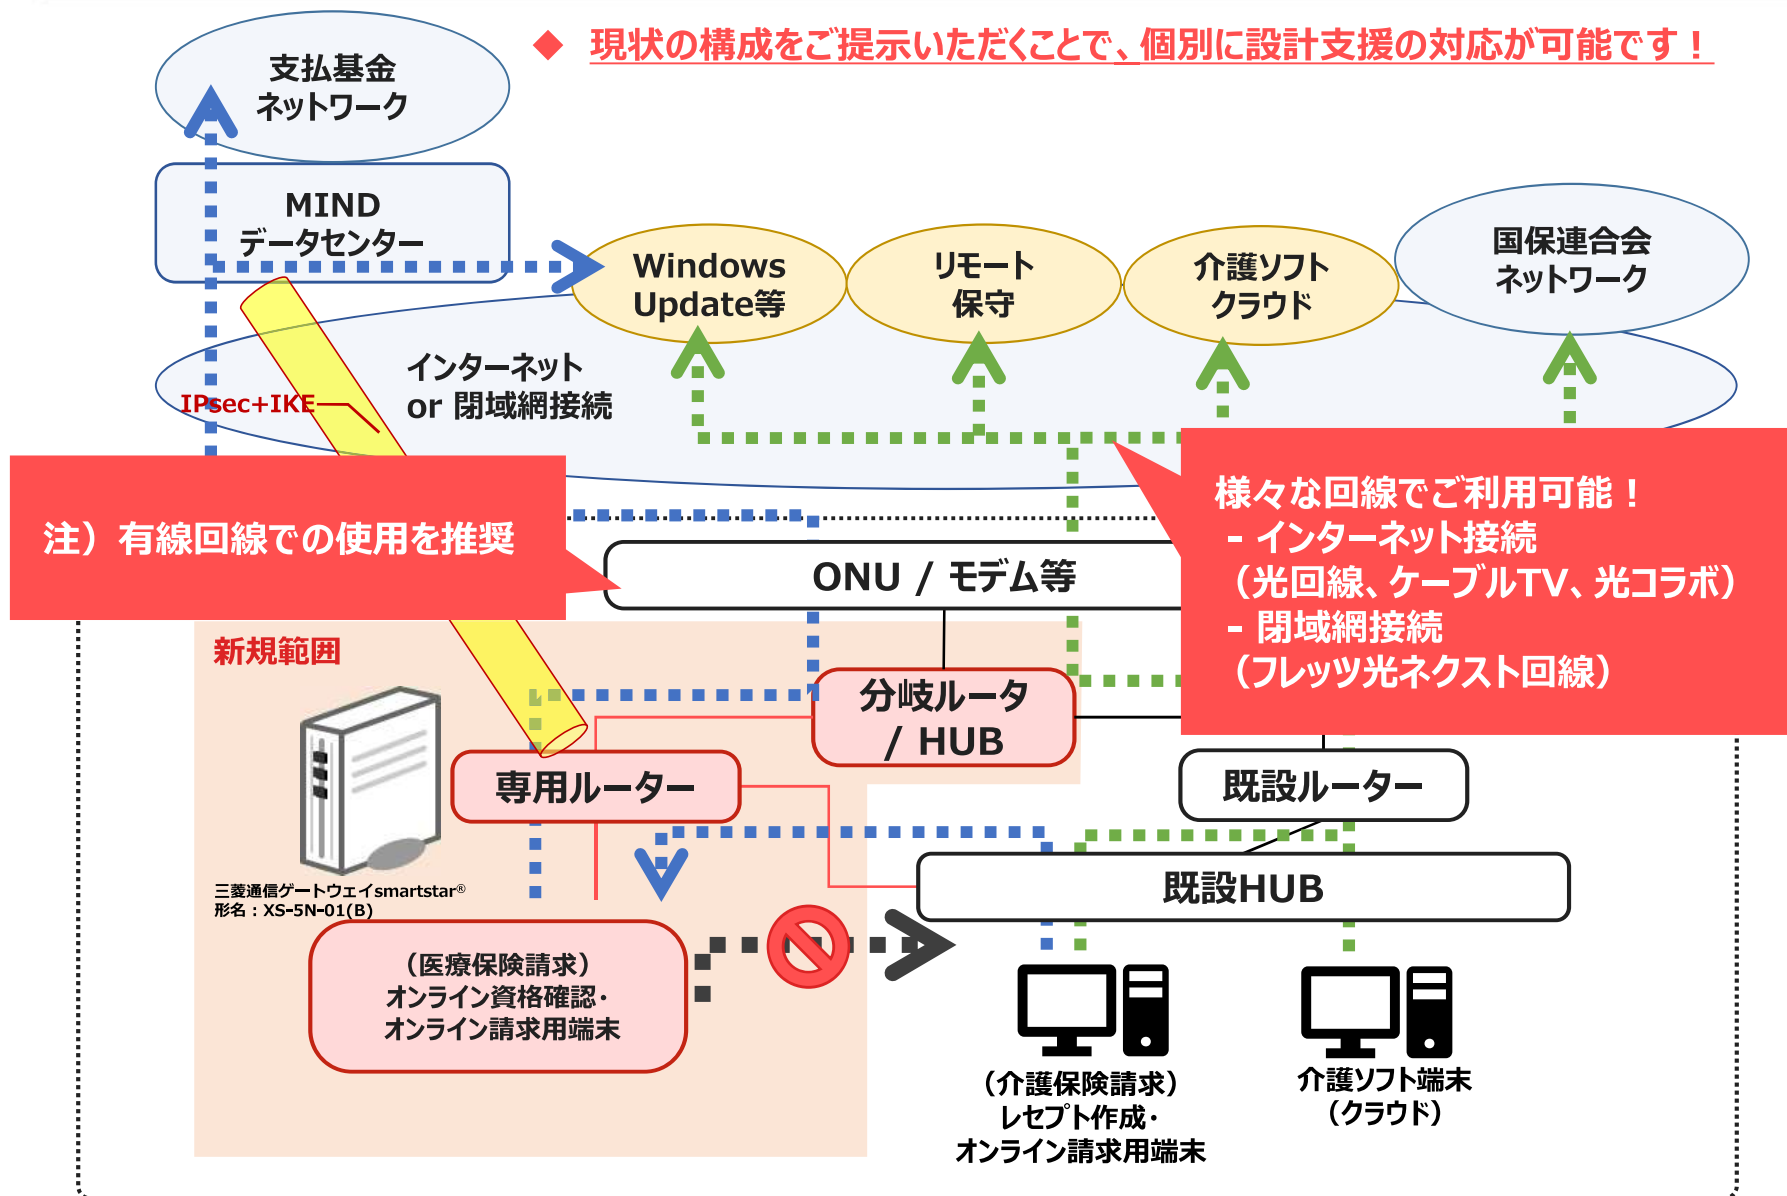 ◆ 現状の構成をご提示いただくことで、個別に設計支援の対応が可能です！
支払基金
ネットワーク
MIND
データセンター
Windows
Update等
リモート
保守
介護ソフト
クラウド
国保連合会
ネットワーク
インターネット
or 閉域網接続
IPsec+IKE
注）有線回線での使用を推奨
様々な回線でご利用可能！
- インターネット接続
（光回線、ケーブルTV、光コラボ）
- 閉域網接続
（フレッツ光ネクスト回線）
ONU / モデム等
新規範囲
分岐ルータ
/ HUB
専用ルーター
既設ルーター
三菱通信ゲートウェイsmartstar®
形名：XS-5N-01(B)
既設HUB
（医療保険請求）
オンライン資格確認・
オンライン請求用端末
（介護保険請求）
レセプト作成・
オンライン請求用端末
介護ソフト端末
（クラウド）